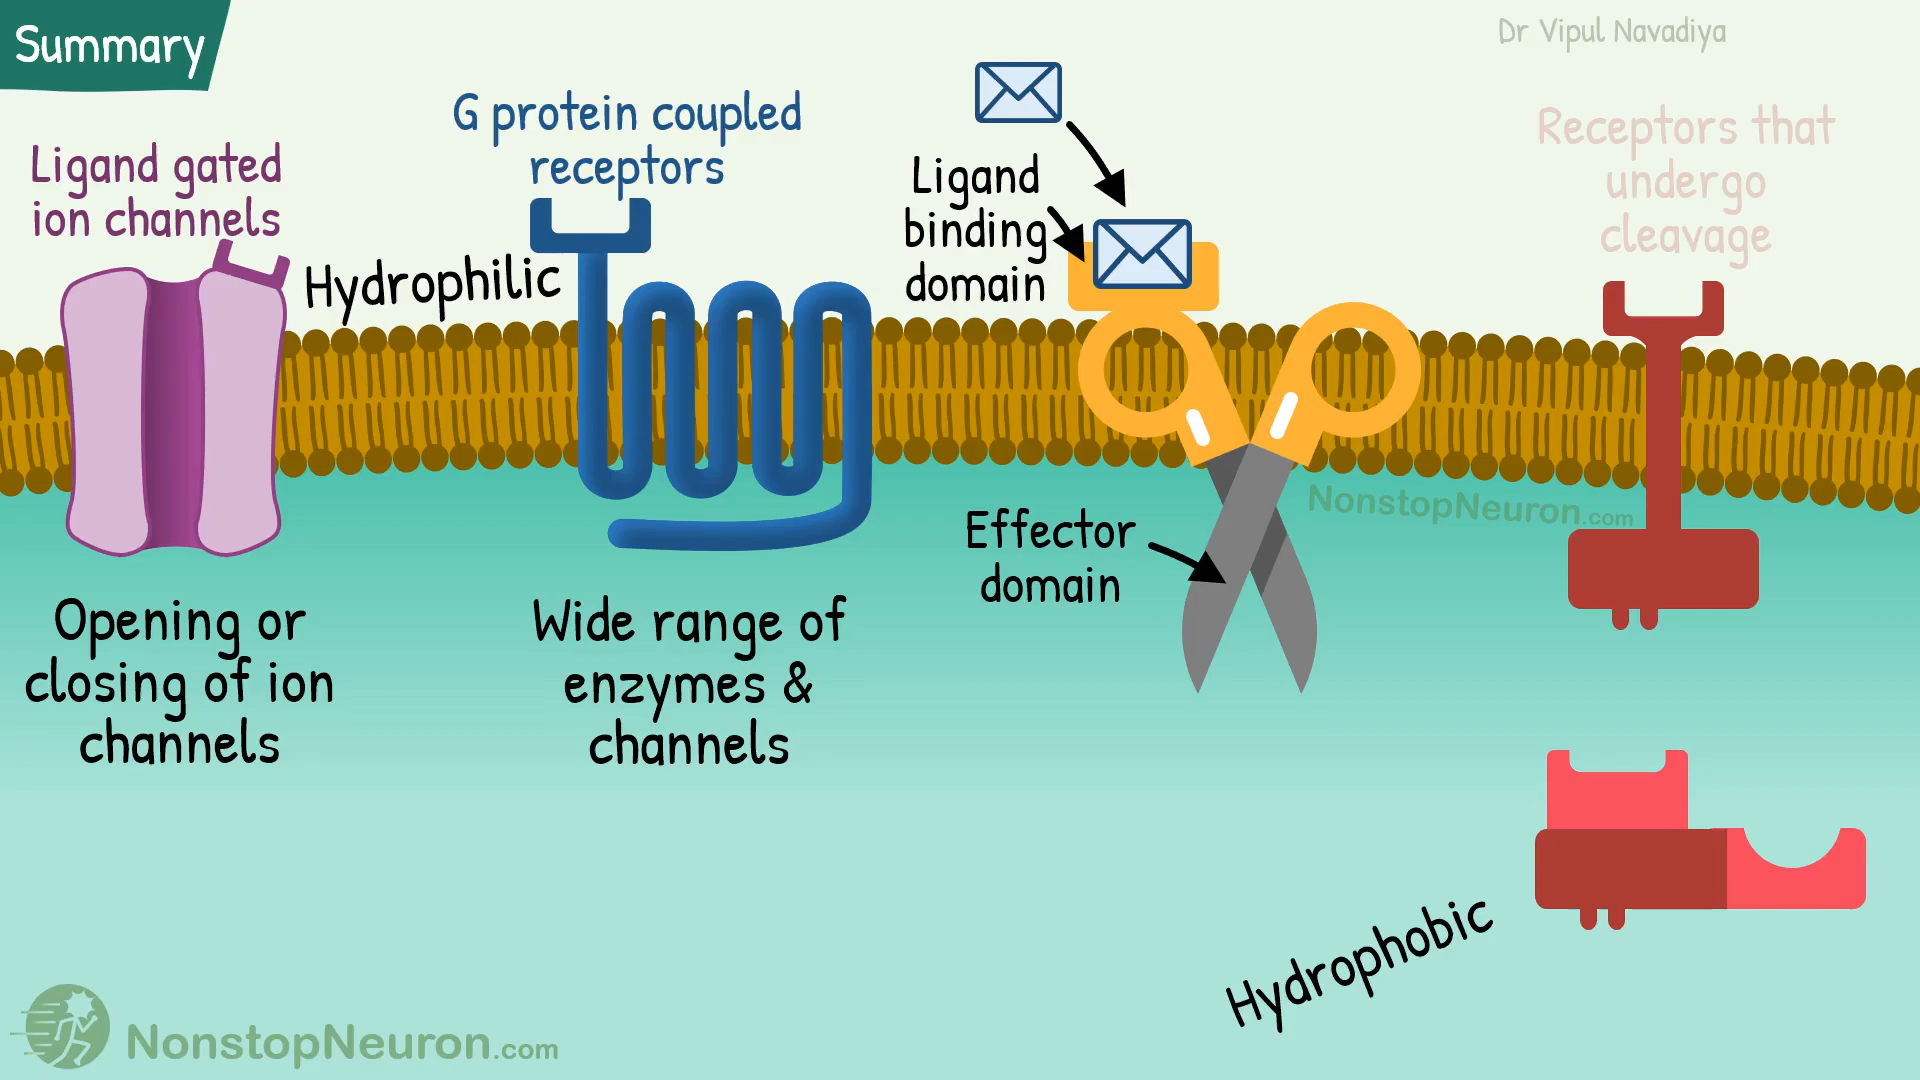 Summary
Dr Vipul Navadiya
Ligand gated
ion channels
G protein coupled
receptors
Hydrophilic
Ligand
binding
domain
Receptors that
undergo
cleavage
Effector
domain
NonstopNeuron.com
Opening or
closing of ion
channels
Wide range of
enzymes &
channels
Hydrophobic
NonstopNeuron.com